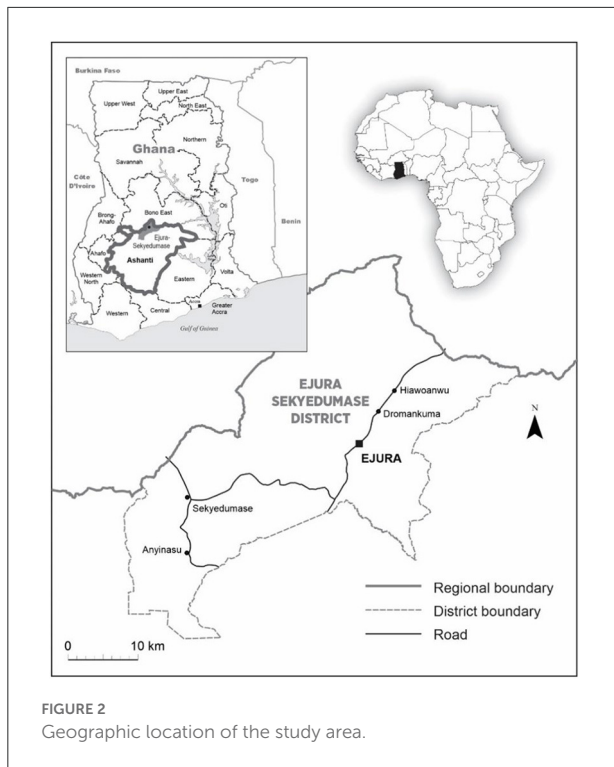 Burkina Faso
Upper East
Upper West
North East
Northern
Ghana
Savannah
Togo
Côte
D'Ivoire
Benin
Oti
Brong-
Ahafo
Bono East
Ejura-
Sekyedumase
Ahafo
Ashanti
Western
North
Eastern
Volta
Accra
Greater
Accra
Central
Western
Gulf of Guinea
EJURA
SEKYEDUMASE
DISTRICT
Hiawoanwu
Dromankuma
N
EJURA
Sekyedumase
Anyinasu
Regional boundary
District boundary
Road
0 10 km
FIGURE 2
Geographic location of the study area.